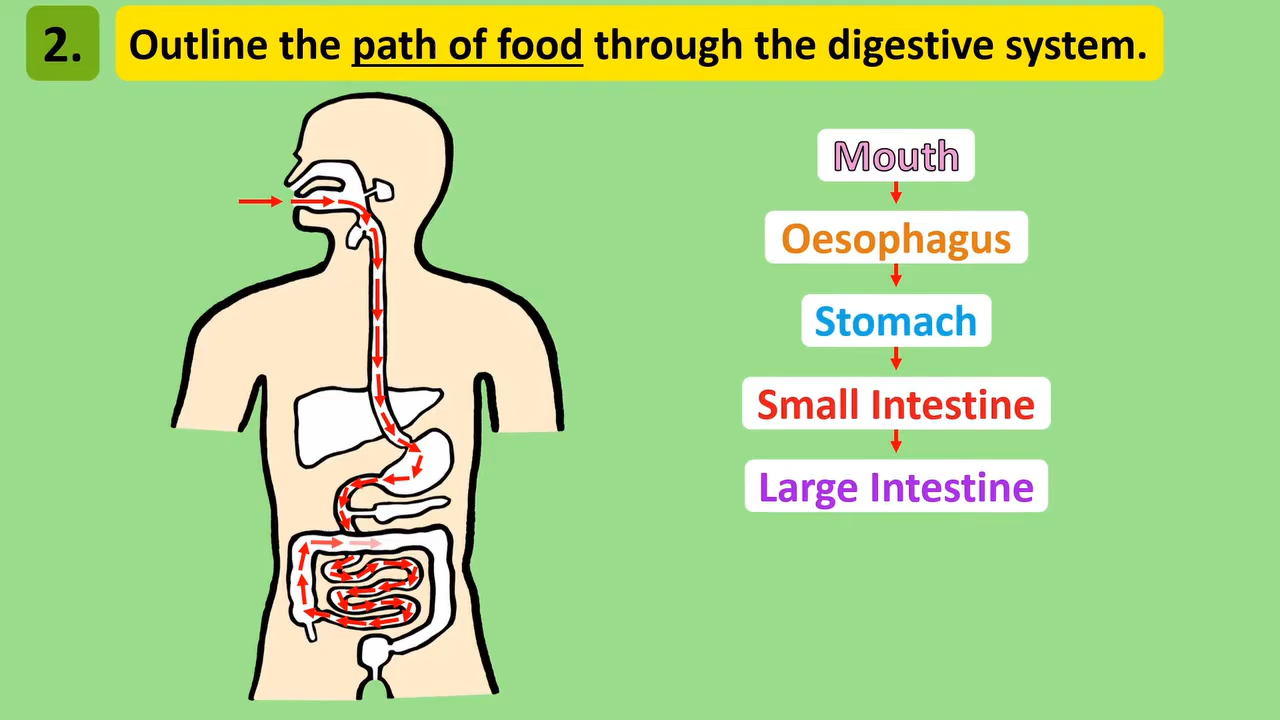 2.
Outline the path of food through the digestive system.
Mouth
Oesophagus
Stomach
Small Intestine
Large Intestine